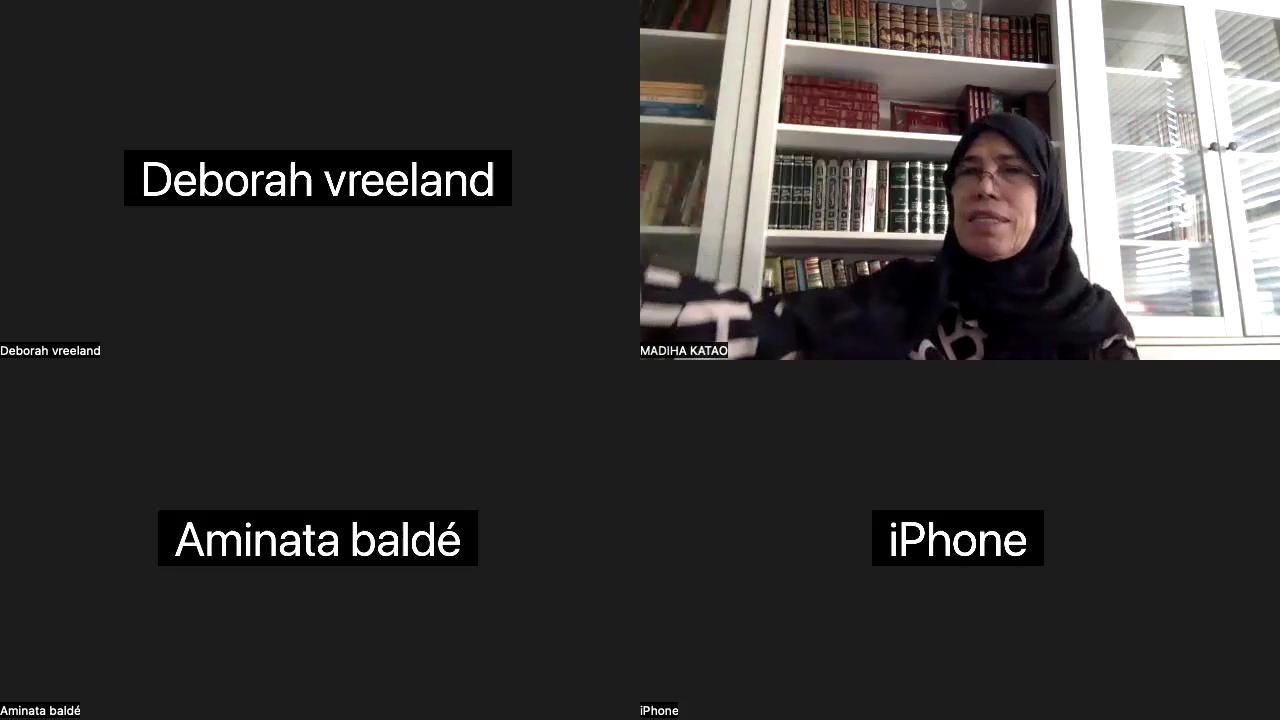 Deborah vreeland
Deborah vreeland
MADIHA KATAO
Aminata baldé
iPhone
Aminata baldé
iPhone